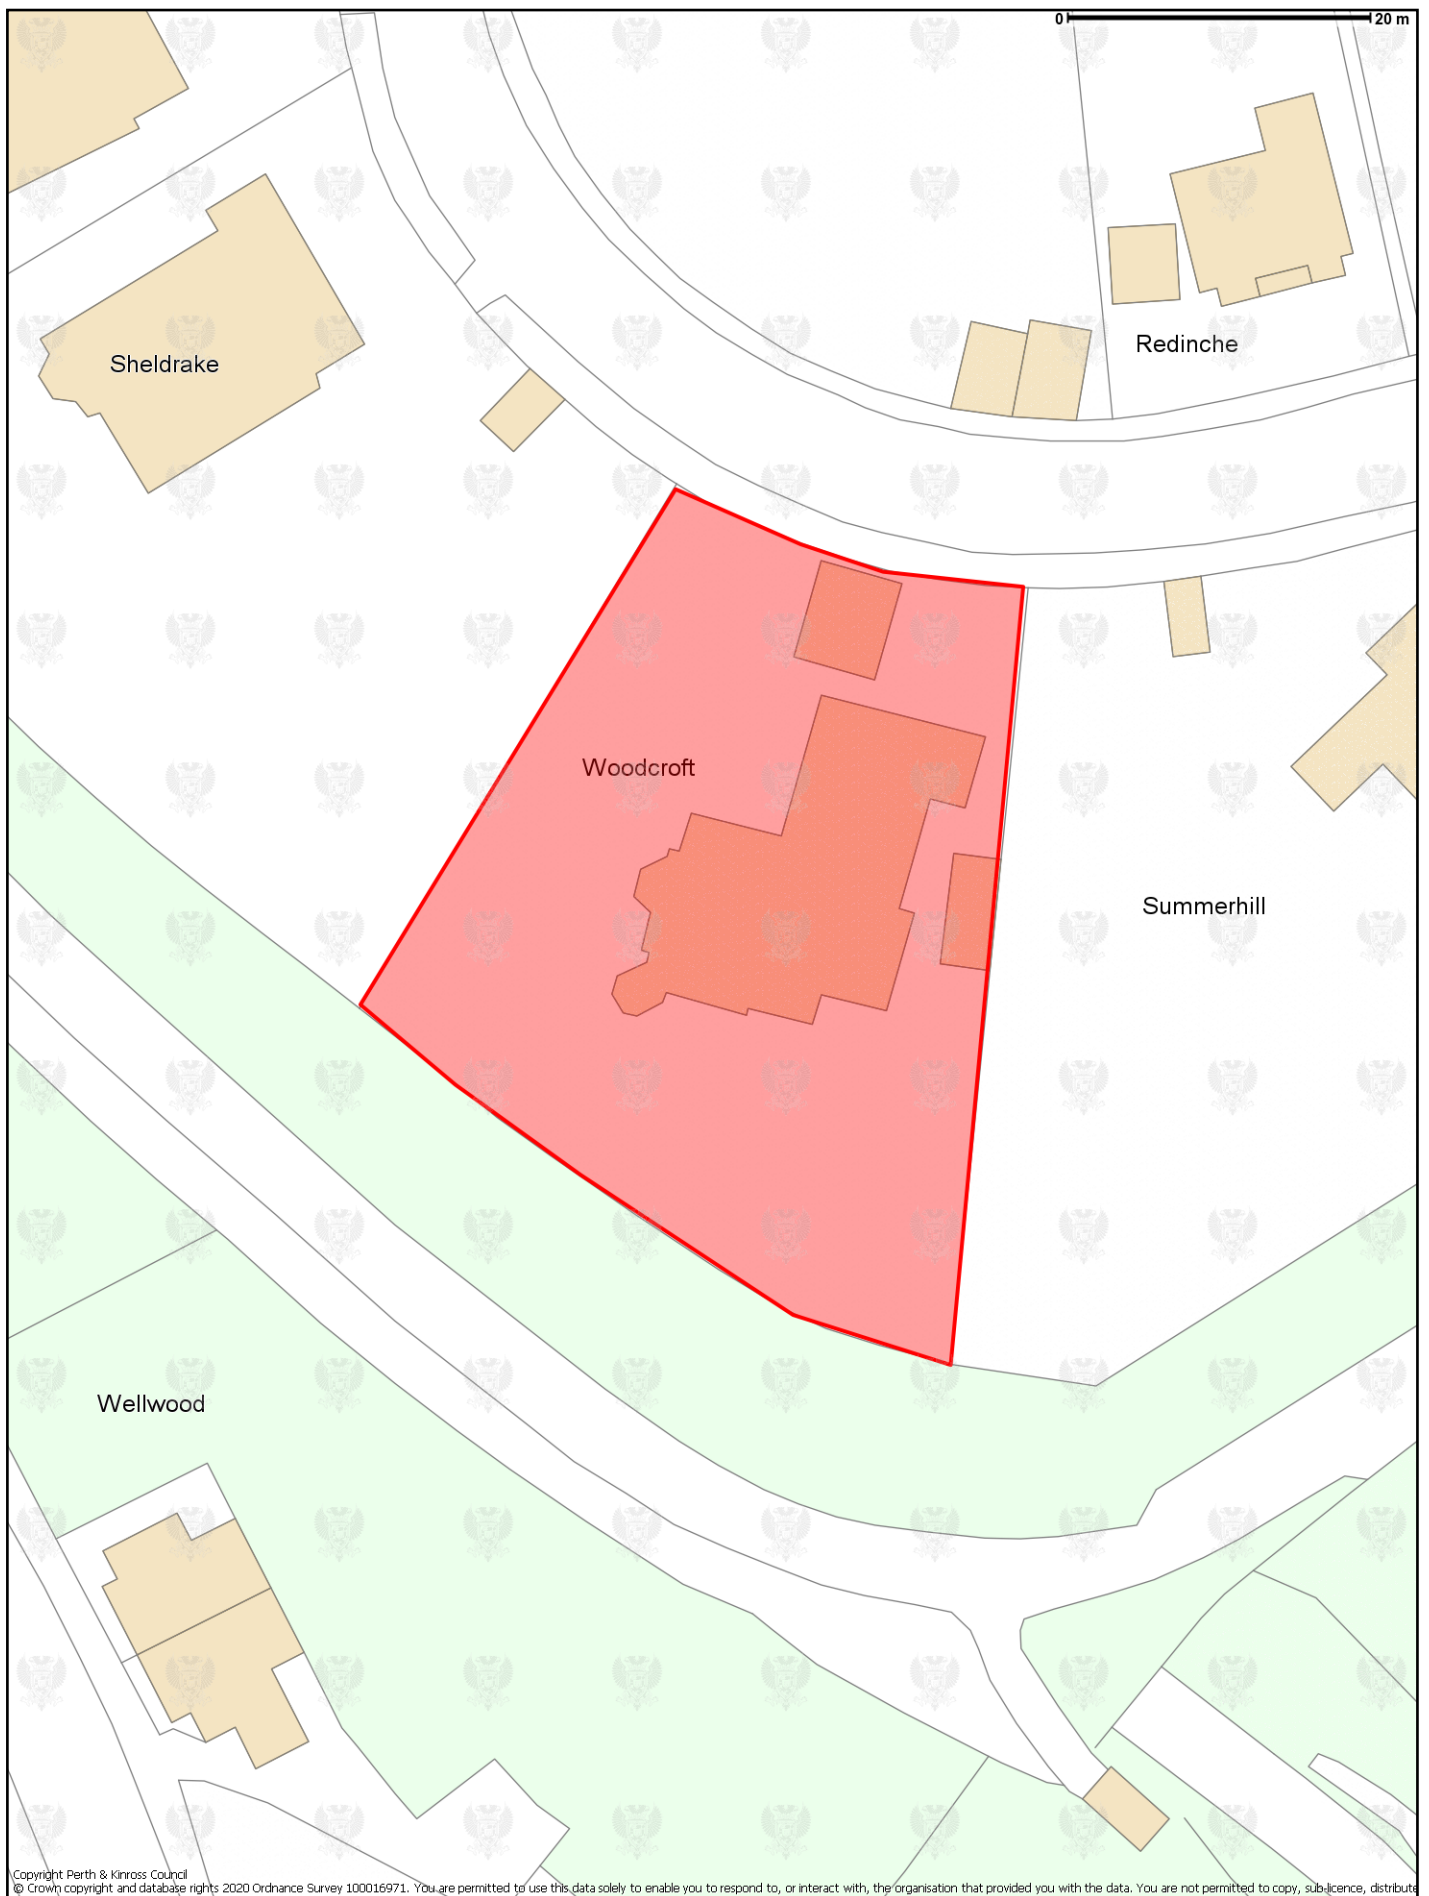 0 20 m
Redinche
Sheldrake
Woodcroft
Summerhill
Wellwood
Copyright Perth & Kinross Council
© Crown copyright and database rights 2020 Ordnance Survey 100016971. You are permitted to use this data solely to enable you to respond to, or interact with, the organisation that provided you with the data. You are not permitted to copy, sub-licence, distribute